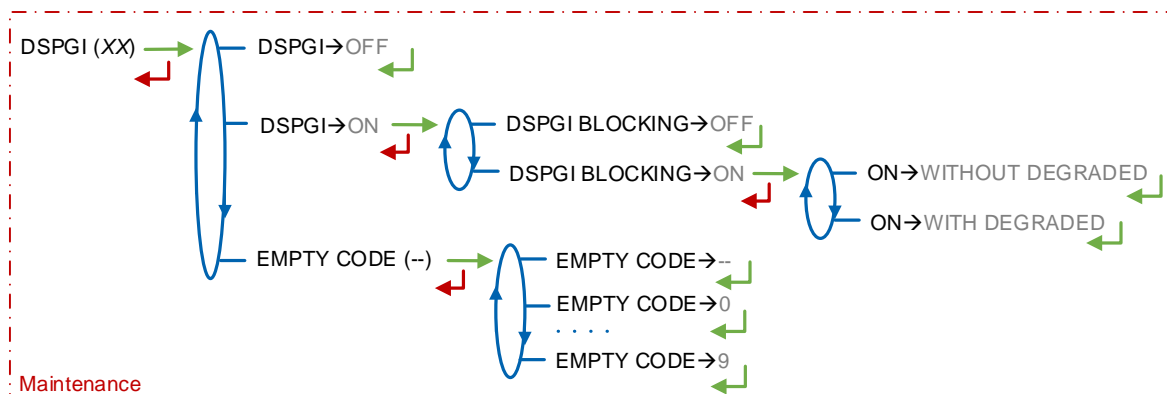 DSPGI (XX)
DSPGI→OFF
DSPGI→ON
DSPGI BLOCKING→OFF
DSPGI BLOCKING→ON
ON→WITHOUT DEGRADED
ON→WITH DEGRADED
EMPTY CODE (--)
EMPTY CODE→--
EMPTY CODE→0
. . . .
EMPTY CODE→9
Maintenance